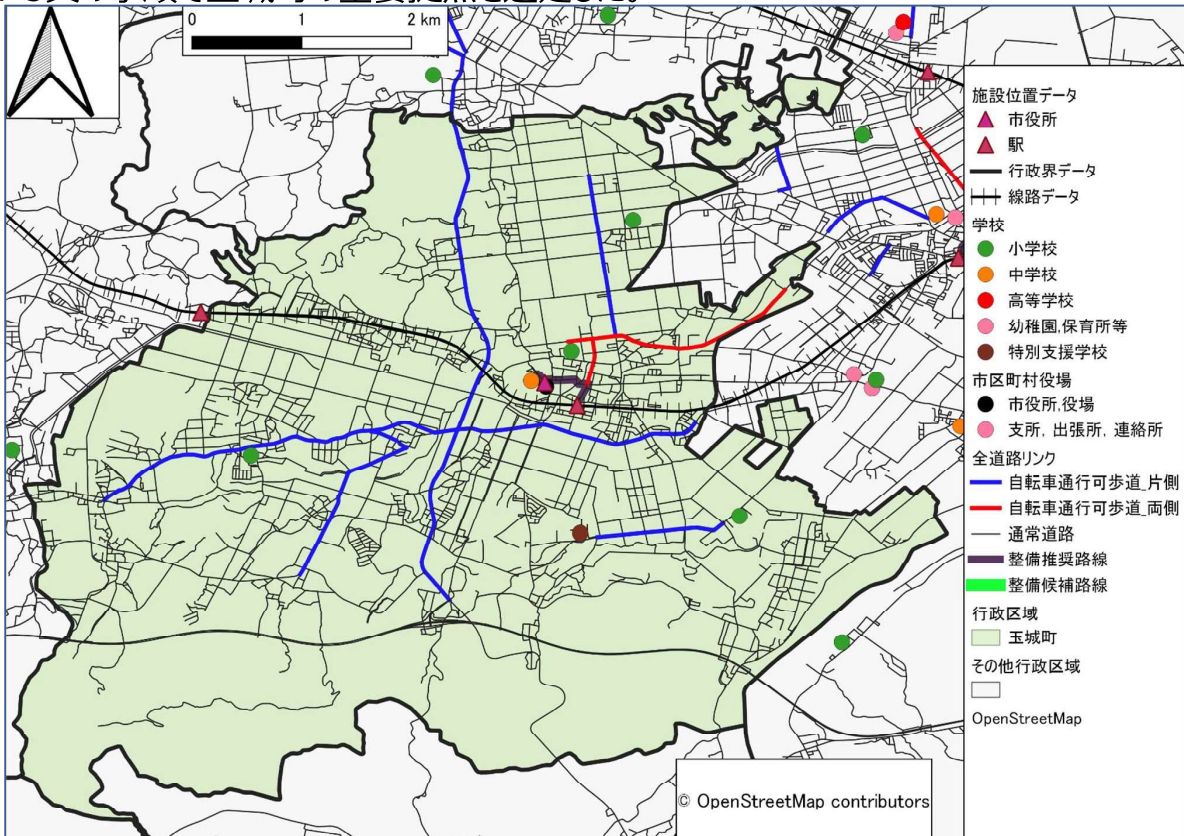 0 1 2 km
施設位置データ
市役所
駅
行政界データ
線路データ
学校
小学校
中学校
高等学校
幼稚園,保育所等
特別支援学校
市区町村役場
市役所,役場
支所, 出張所, 連絡所
全道路リンク
自転車通行可歩道_片側
自転車通行可歩道_両側
通常道路
整備推奨路線
整備候補路線
行政区域
玉城町
その他行政区域
OpenStreetMap
© OpenStreetMap contributors